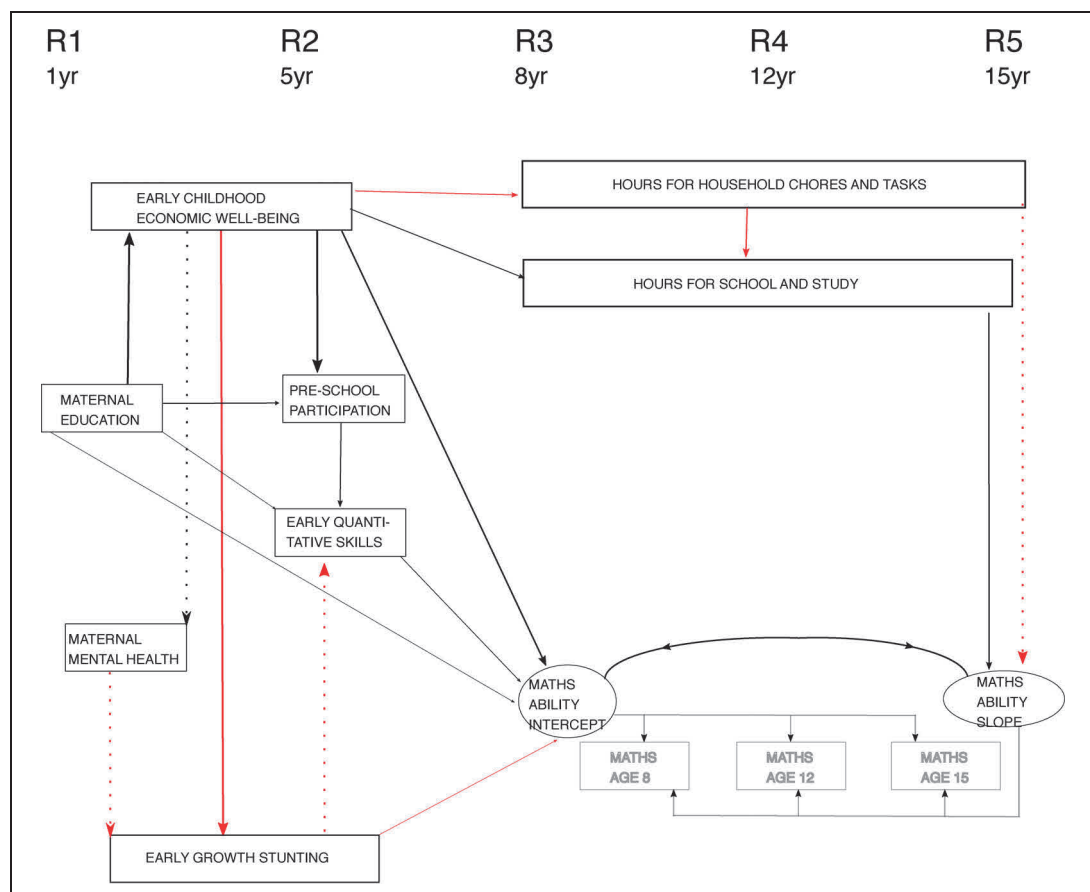 R1 R2 R3 R4 R5
1yr 5yr 8yr 12yr 15yr
HOURS FOR HOUSEHOLD CHORES AND TASKS
EARLY CHILDHOOD
ECONOMIC WELL-BEING
HOURS FOR SCHOOL AND STUDY
PRE-SCHOOL
PARTICIPATION
MATERNAL
EDUCATION
EARLY QUANTI-
TATIVE SKILLS
MATERNAL
MENTAL HEALTH
MATHS
ABILITY
INTERCEPT
MATHS
ABILITY
SLOPE
MATHS
AGE 8
MATHS
AGE 12
MATHS
AGE 15
EARLY GROWTH STUNTING